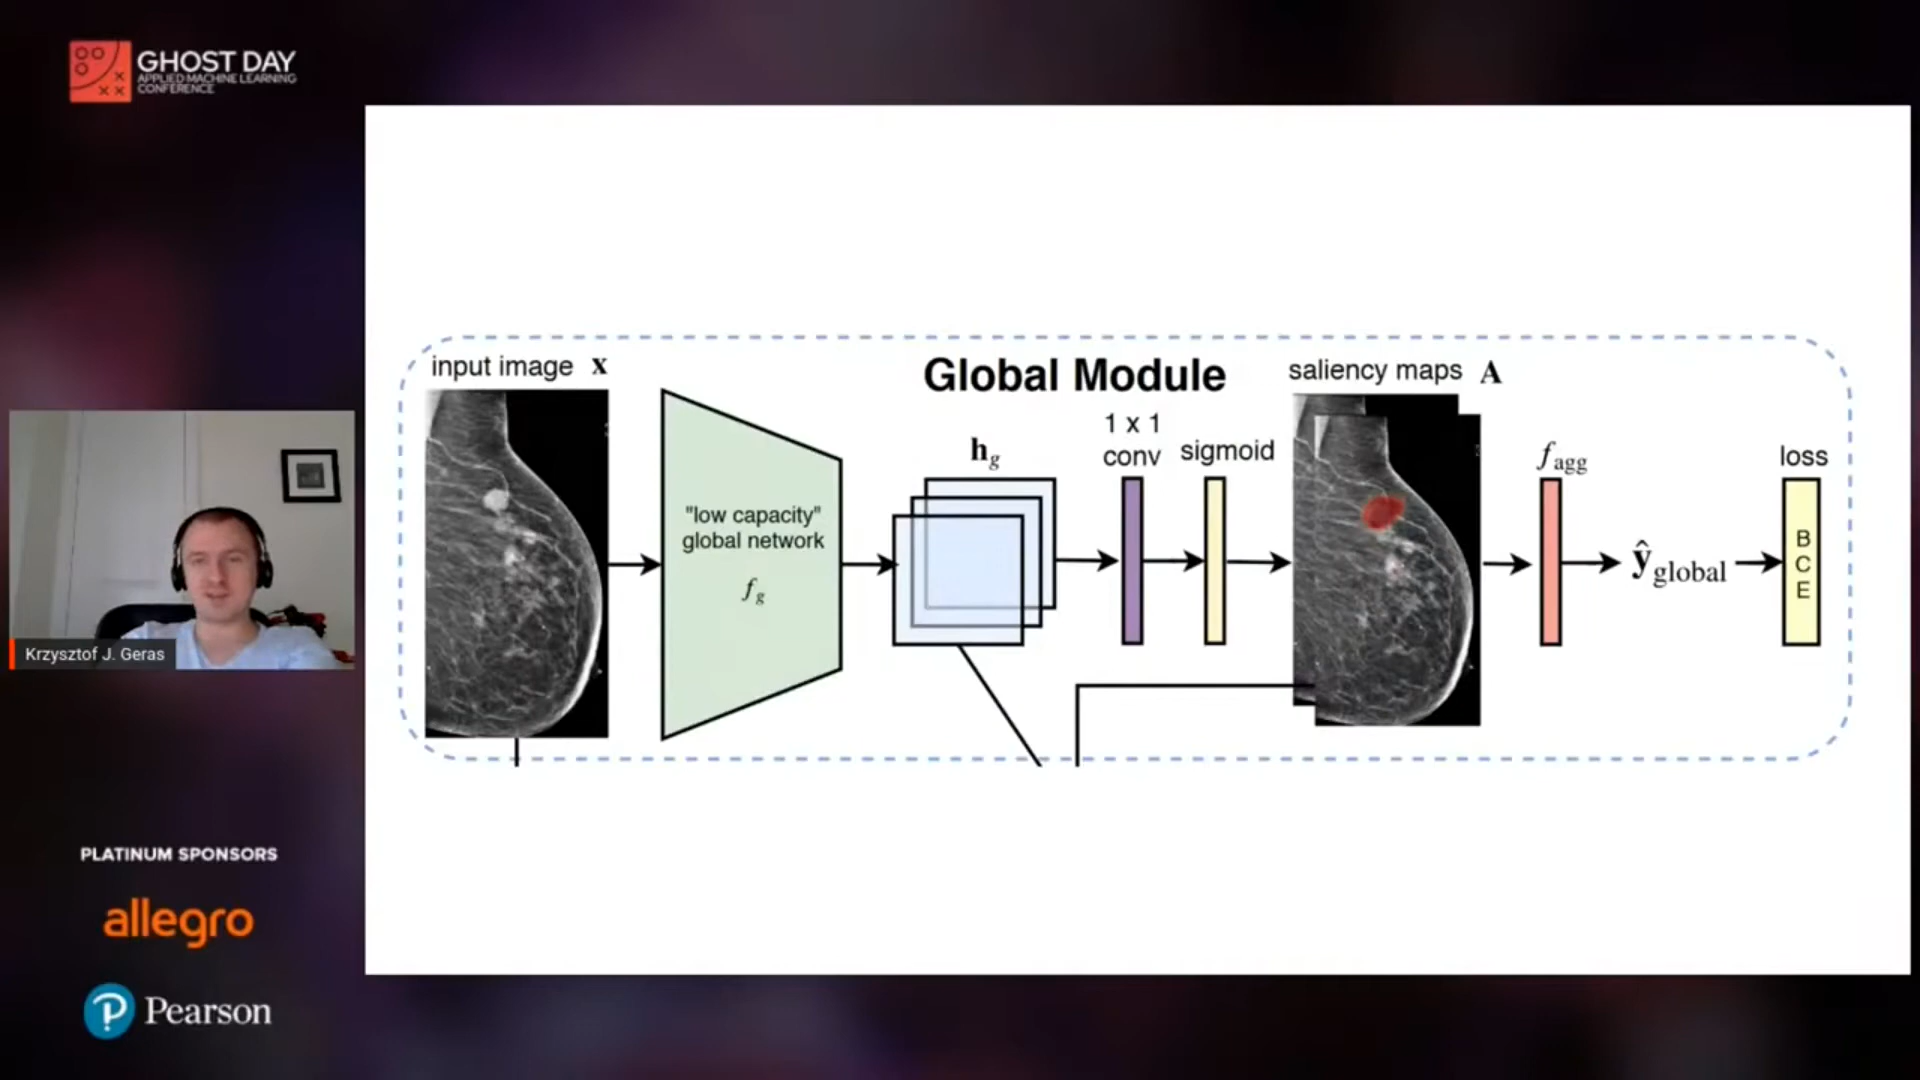 GHOST DAY
APPLIED MACHINE LEARNING
CONFERENCE
input image x
Global Module
saliency maps A
1 x 1
conv
sigmoid
h_g
f_agg
loss
"low capacity"
global network
f_g
B
C
E
ŷ_global
Krzysztof J. Geras
PLATINUM SPONSORS
allegro
P
Pearson